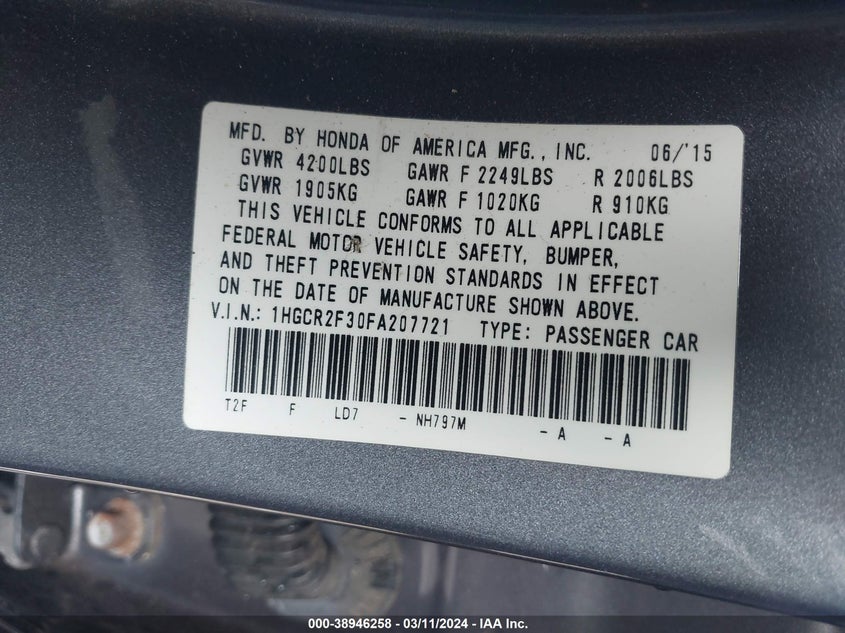 MFD. BY HONDA OF AMERICA MFG., INC. 06/'15
GVWR 4200LBS GAWR F 2249LBS R 2006LBS
GVWR 1905KG GAWR F 1020KG R 910KG
THIS VEHICLE CONFORMS TO ALL APPLICABLE
FEDERAL MOTOR VEHICLE SAFETY, BUMPER,
AND THEFT PREVENTION STANDARDS IN EFFECT
ON THE DATE OF MANUFACTURE SHOWN ABOVE.
V.I.N.: 1HGCR2F30FA207721 TYPE: PASSENGER CAR
T2F F LD7 - NH797M - A - A
000-38946258 - 03/11/2024 - IAA Inc.